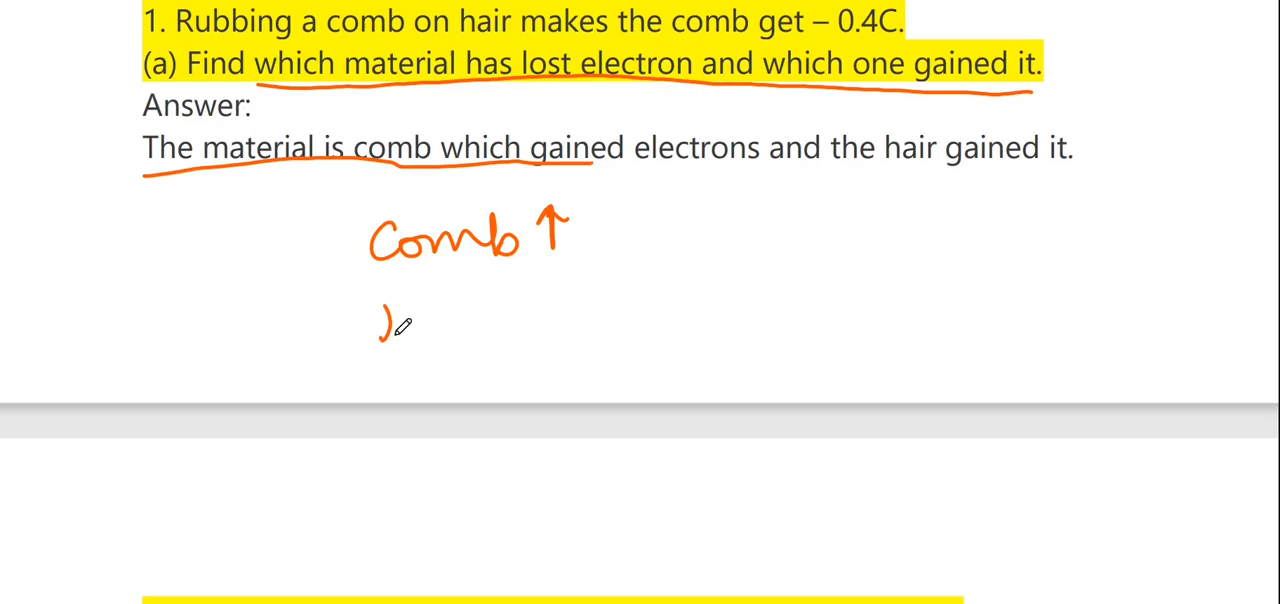 1. Rubbing a comb on hair makes the comb get – 0.4C.
(a) Find which material has lost electron and which one gained it.
Answer:
The material is comb which gained electrons and the hair gained it.
comb ↑